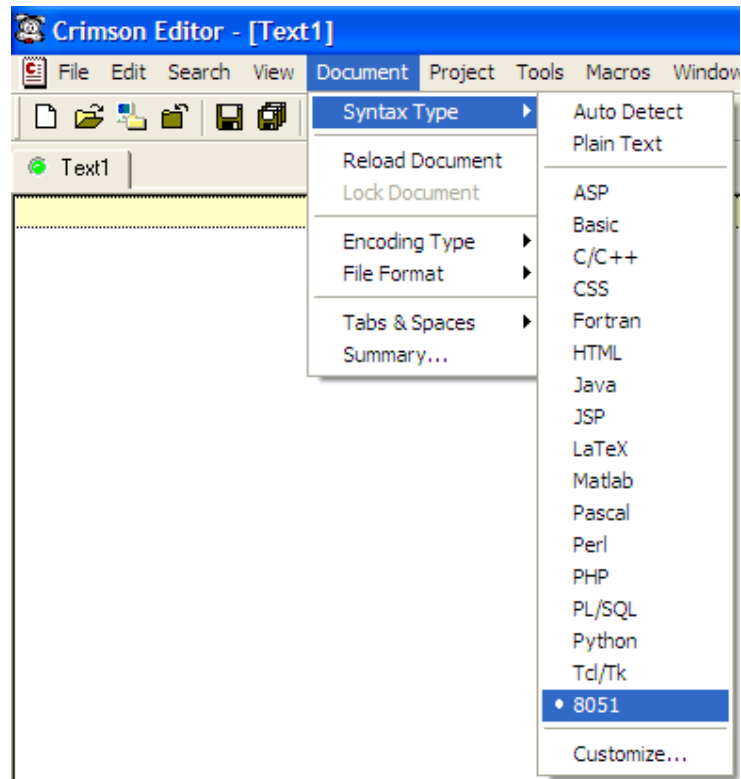 Crimson Editor - [Text1]
File Edit Search View Document Project Tools Macros Window
Text1
Syntax Type
Reload Document
Lock Document
Encoding Type
File Format
Tabs & Spaces
Summary...
Auto Detect
Plain Text
ASP
Basic
C/C++
CSS
Fortran
HTML
Java
JSP
LaTeX
Matlab
Pascal
Perl
PHP
PL/SQL
Python
Tcl/Tk
8051
Customize...